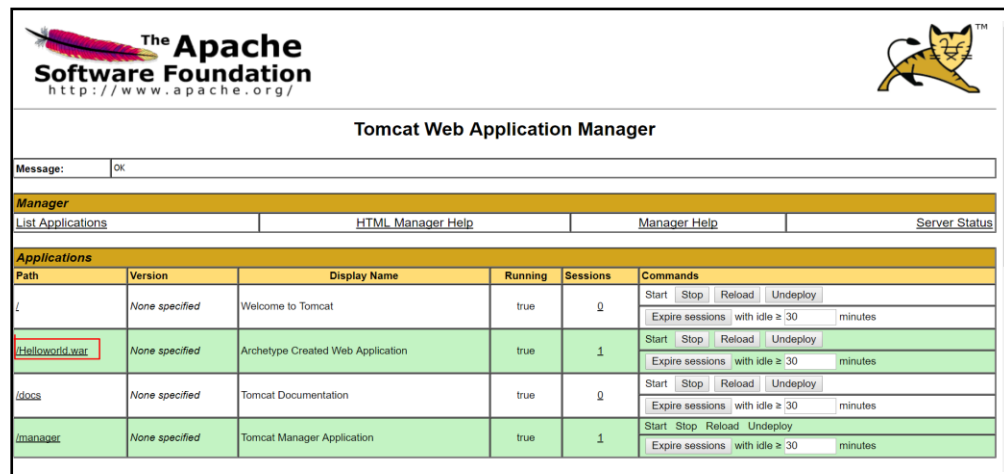 The Apache
Software Foundation
http://www.apache.org/
TM
Tomcat Web Application Manager
Message: OK
Manager
List Applications HTML Manager Help Manager Help Server Status
Applications
Path Version Display Name Running Sessions Commands
/ None specified Welcome to Tomcat true 0 Start Stop Reload Undeploy
Expire sessions with idle ≥ 30 minutes
/Helloworld.war None specified Archetype Created Web Application true 1 Start Stop Reload Undeploy
Expire sessions with idle ≥ 30 minutes
/docs None specified Tomcat Documentation true 0 Start Stop Reload Undeploy
Expire sessions with idle ≥ 30 minutes
/manager None specified Tomcat Manager Application true 1 Start Stop Reload Undeploy
Expire sessions with idle ≥ 30 minutes